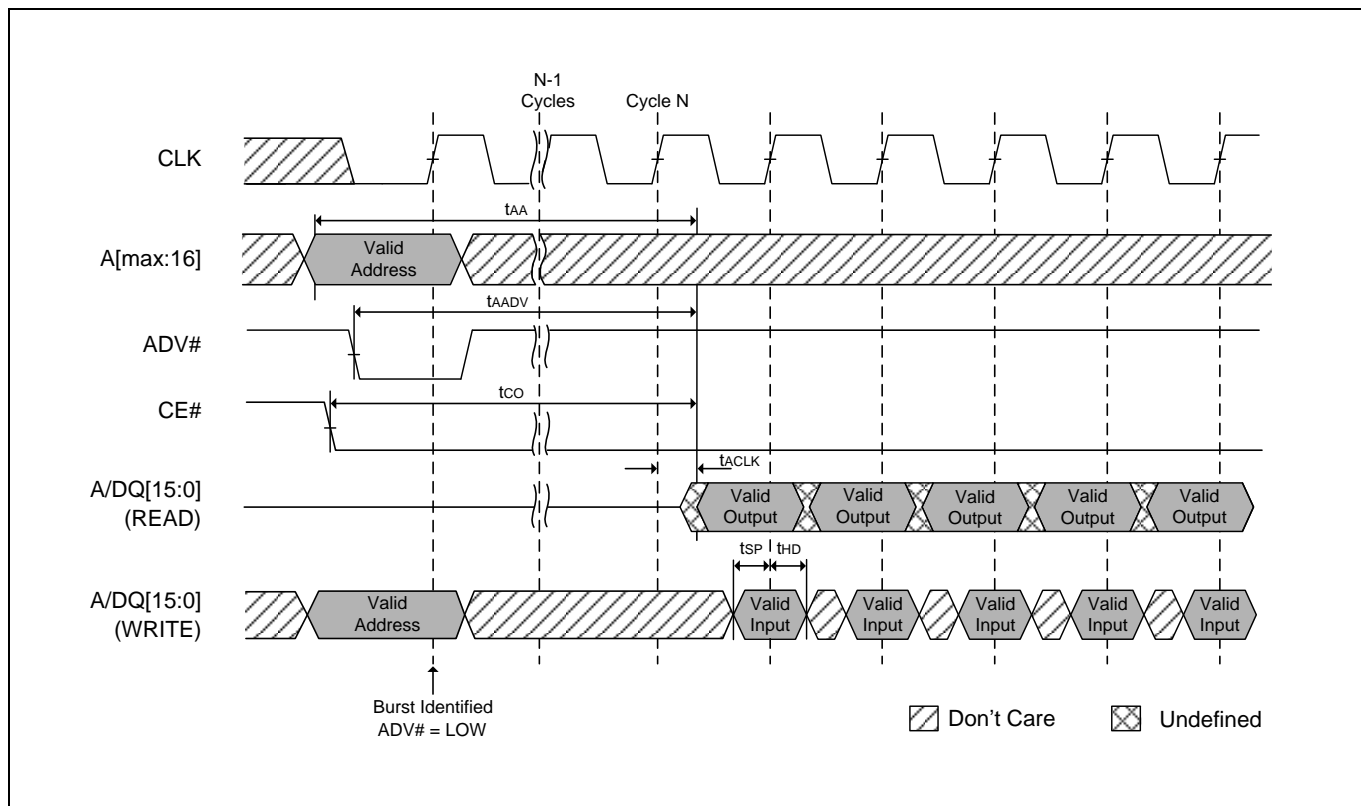 N-1
Cycles
Cycle N
CLK
tAA
A[max:16]
Valid
Address
tAADV
ADV#
tCO
CE#
tACLK
A/DQ[15:0]
(READ)
Valid
Output
Valid
Output
Valid
Output
Valid
Output
Valid
Output
tSP
tHD
A/DQ[15:0]
(WRITE)
Valid
Address
Valid
Input
Valid
Input
Valid
Input
Valid
Input
Valid
Input
Burst Identified
ADV# = LOW
Don't Care
Undefined